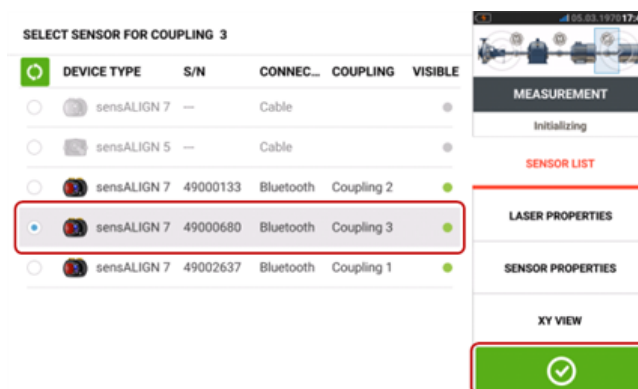 05.03.1970 17:4
SELECT SENSOR FOR COUPLING 3
DEVICE TYPE S/N CONNEC... COUPLING VISIBLE
sensALIGN 7 — Cable
sensALIGN 5 — Cable
sensALIGN 7 49000133 Bluetooth Coupling 2
sensALIGN 7 49000680 Bluetooth Coupling 3
sensALIGN 7 49002637 Bluetooth Coupling 1
MEASUREMENT
Initializing
SENSOR LIST
LASER PROPERTIES
SENSOR PROPERTIES
XY VIEW